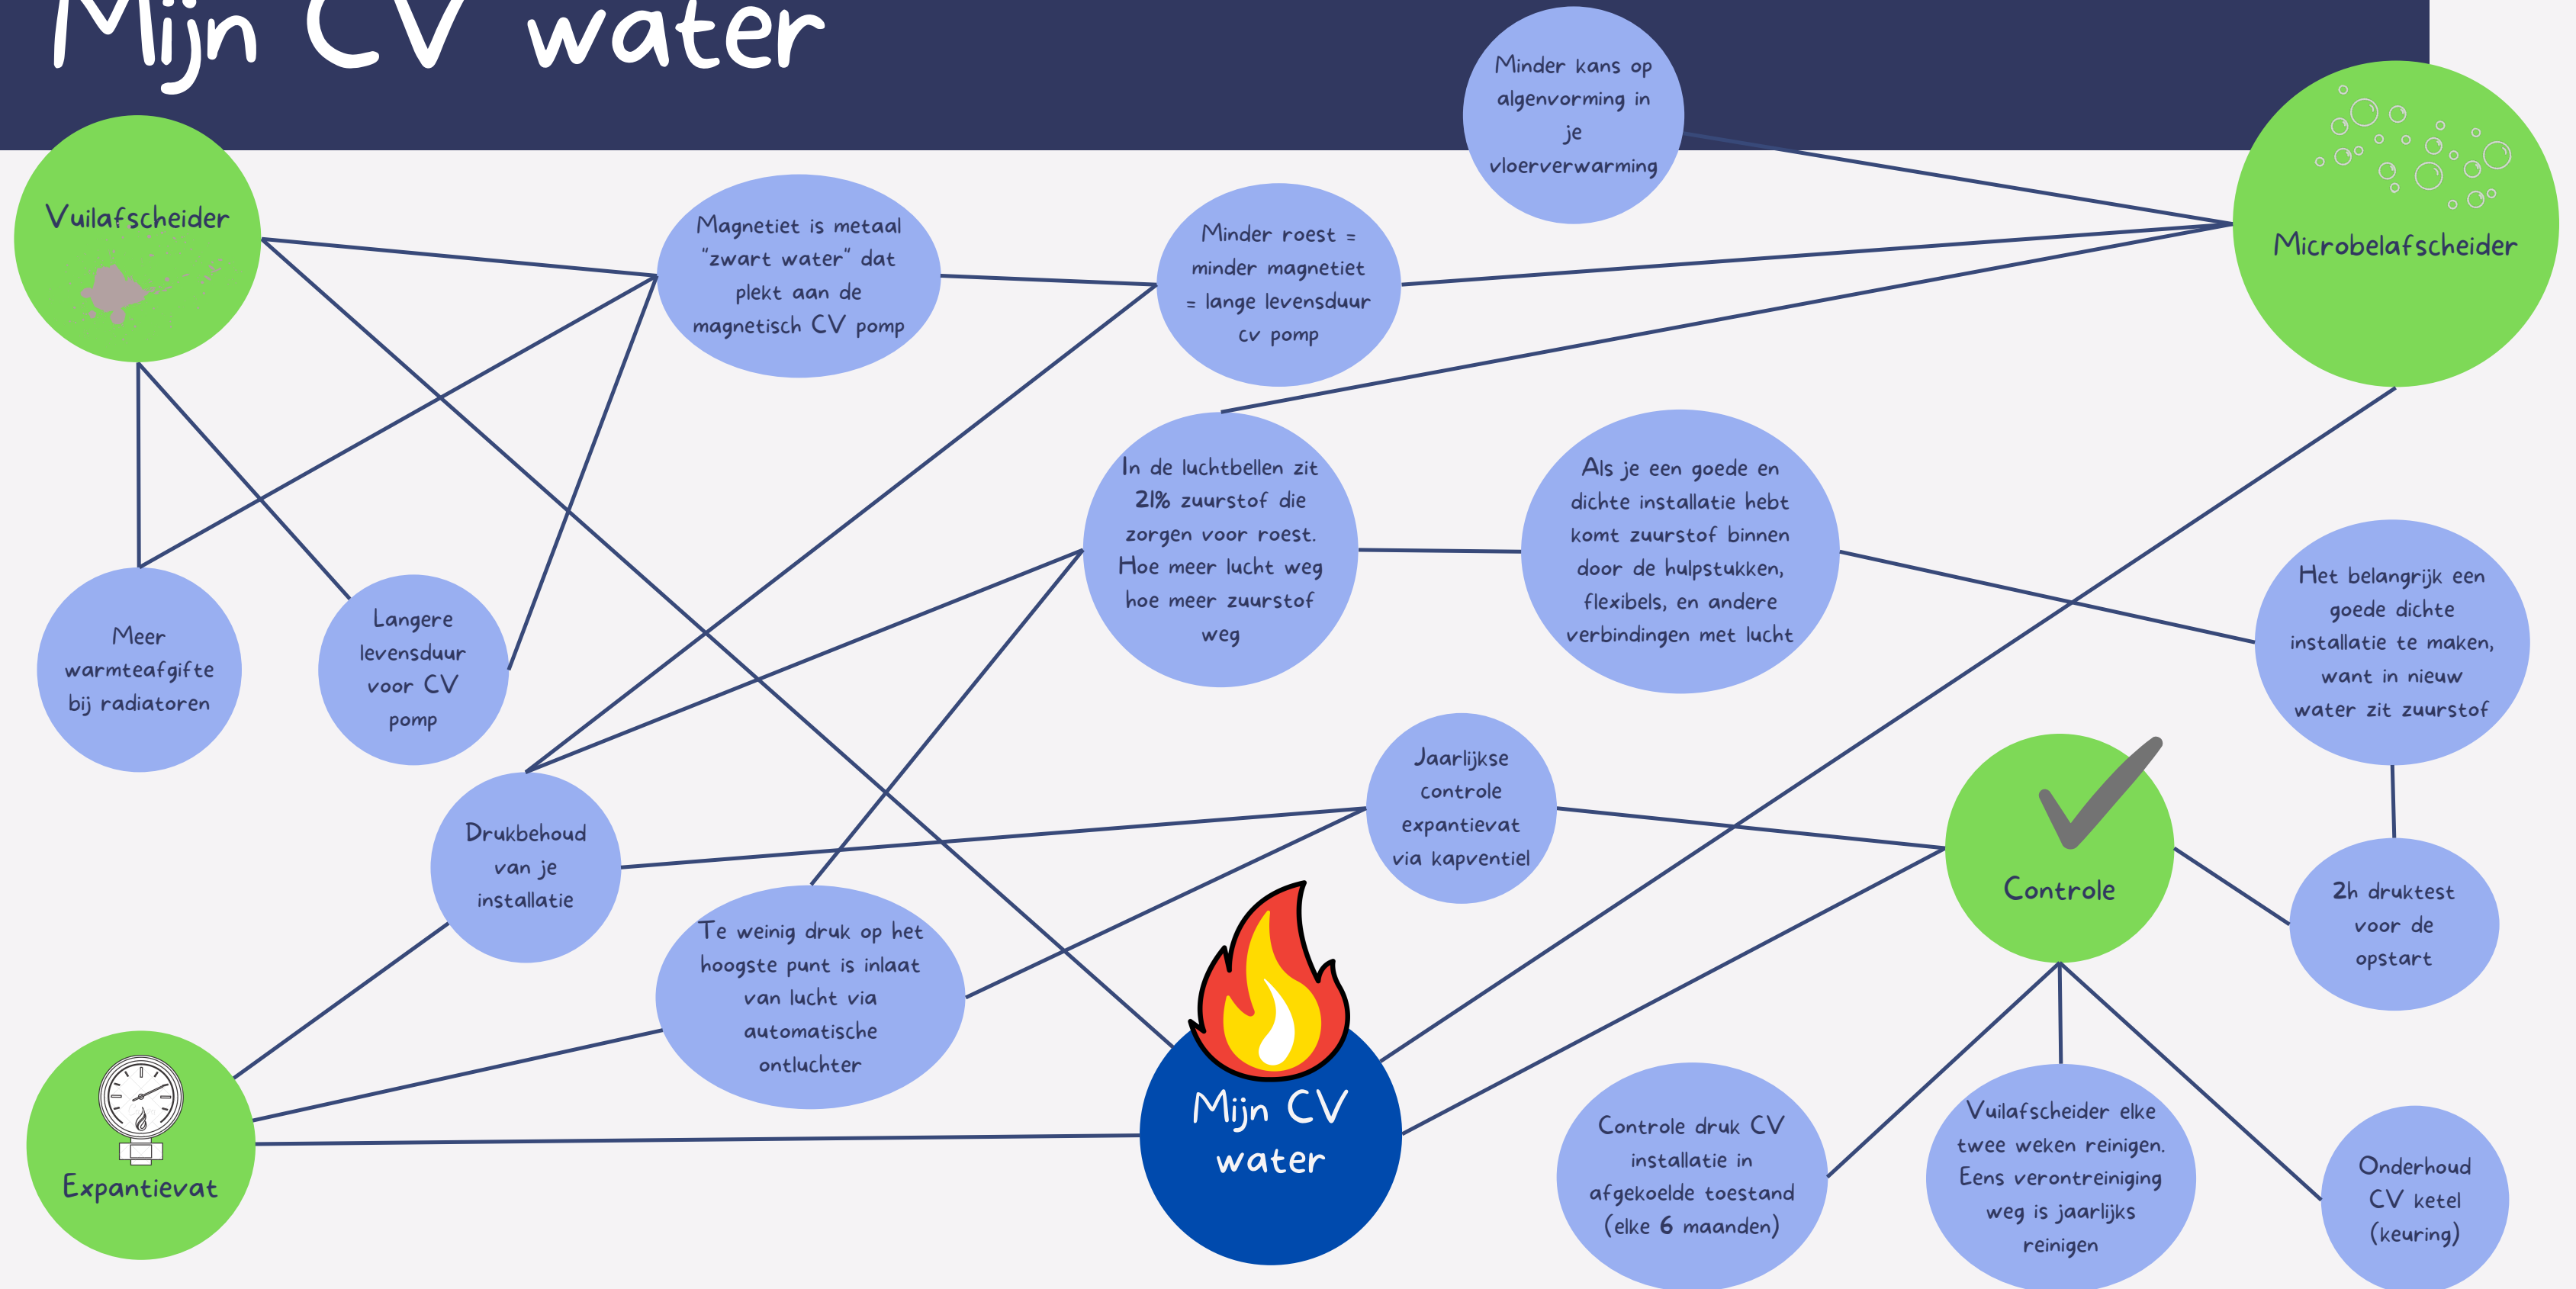 Mijn CV water
Minder kans op
algenvorming in
je
vloerverwarming
Vuilafscheider
Magnetiet is metaal
"zwart water" dat
plekt aan de
magnetisch CV pomp
Minder roest =
minder magnetiet
= lange levensduur
cv pomp
Microbelafscheider
In de luchtbellen zit
21% zuurstof die
zorgen voor roest.
Hoe meer lucht weg
hoe meer zuurstof
weg
Als je een goede en
dichte installatie hebt
komt zuurstof binnen
door de hulpstukken,
flexibels, en andere
verbindingen met lucht
Het belangrijk een
goede dichte
installatie te maken,
want in nieuw
water zit zuurstof
Meer
warmteafgifte
bij radiatoren
Langere
levensduur
voor CV
pomp
Drukbehoud
van je
installatie
Jaarlijkse
controle
expantievat
via kapventiel
Controle
2h druktest
voor de
opstart
Te weinig druk op het
hoogste punt is inlaat
van lucht via
automatische
ontluchter
Expantievat
Mijn CV
water
Controle druk CV
installatie in
afgekoelde toestand
(elke 6 maanden)
Vuilafscheider elke
twee weken reinigen.
Eens verontreiniging
weg is jaarlijks
reinigen
Onderhoud
CV ketel
(keuring)